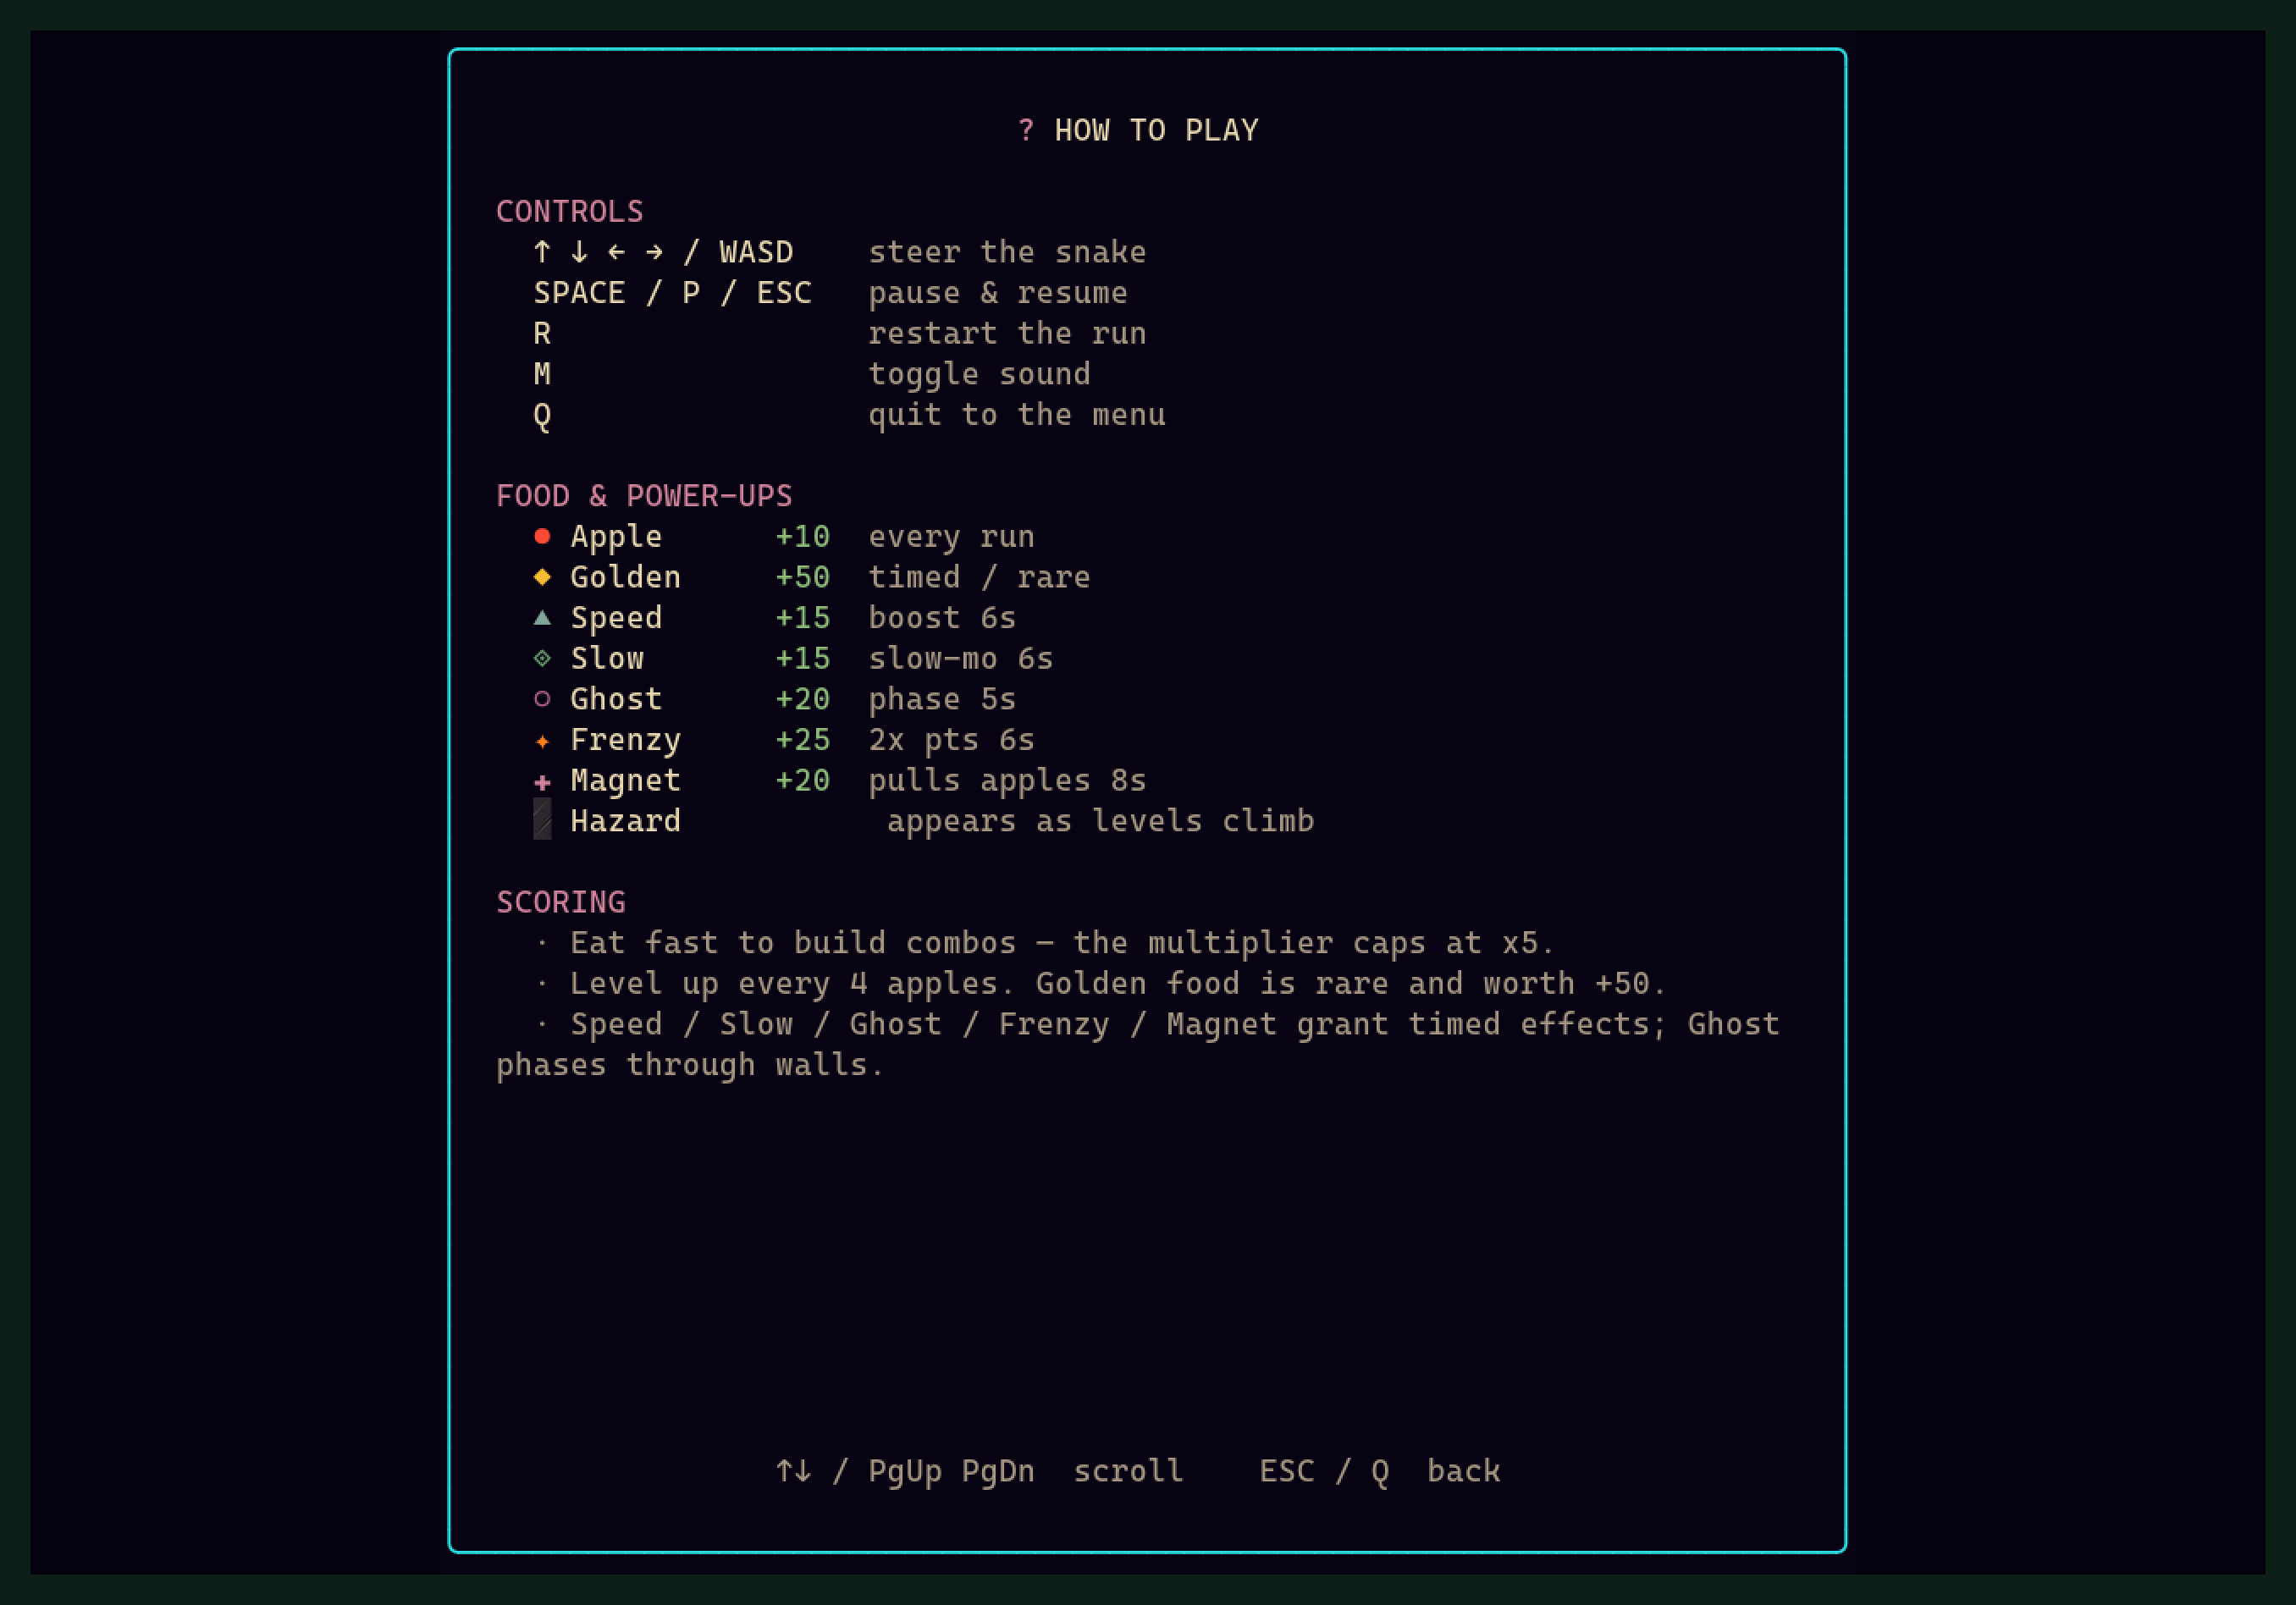 ? HOW TO PLAY
CONTROLS
↑ ↓ ← → / WASD steer the snake
SPACE / P / ESC pause & resume
R restart the run
M toggle sound
Q quit to the menu
FOOD & POWER-UPS
● Apple +10 every run
◆ Golden +50 timed / rare
▲ Speed +15 boost 6s
◈ Slow +15 slow-mo 6s
○ Ghost +20 phase 5s
✦ Frenzy +25 2x pts 6s
✚ Magnet +20 pulls apples 8s
▒ Hazard appears as levels climb
SCORING
· Eat fast to build combos — the multiplier caps at x5.
· Level up every 4 apples. Golden food is rare and worth +50.
· Speed / Slow / Ghost / Frenzy / Magnet grant timed effects; Ghost
phases through walls.
↑↓ / PgUp PgDn scroll ESC / Q back